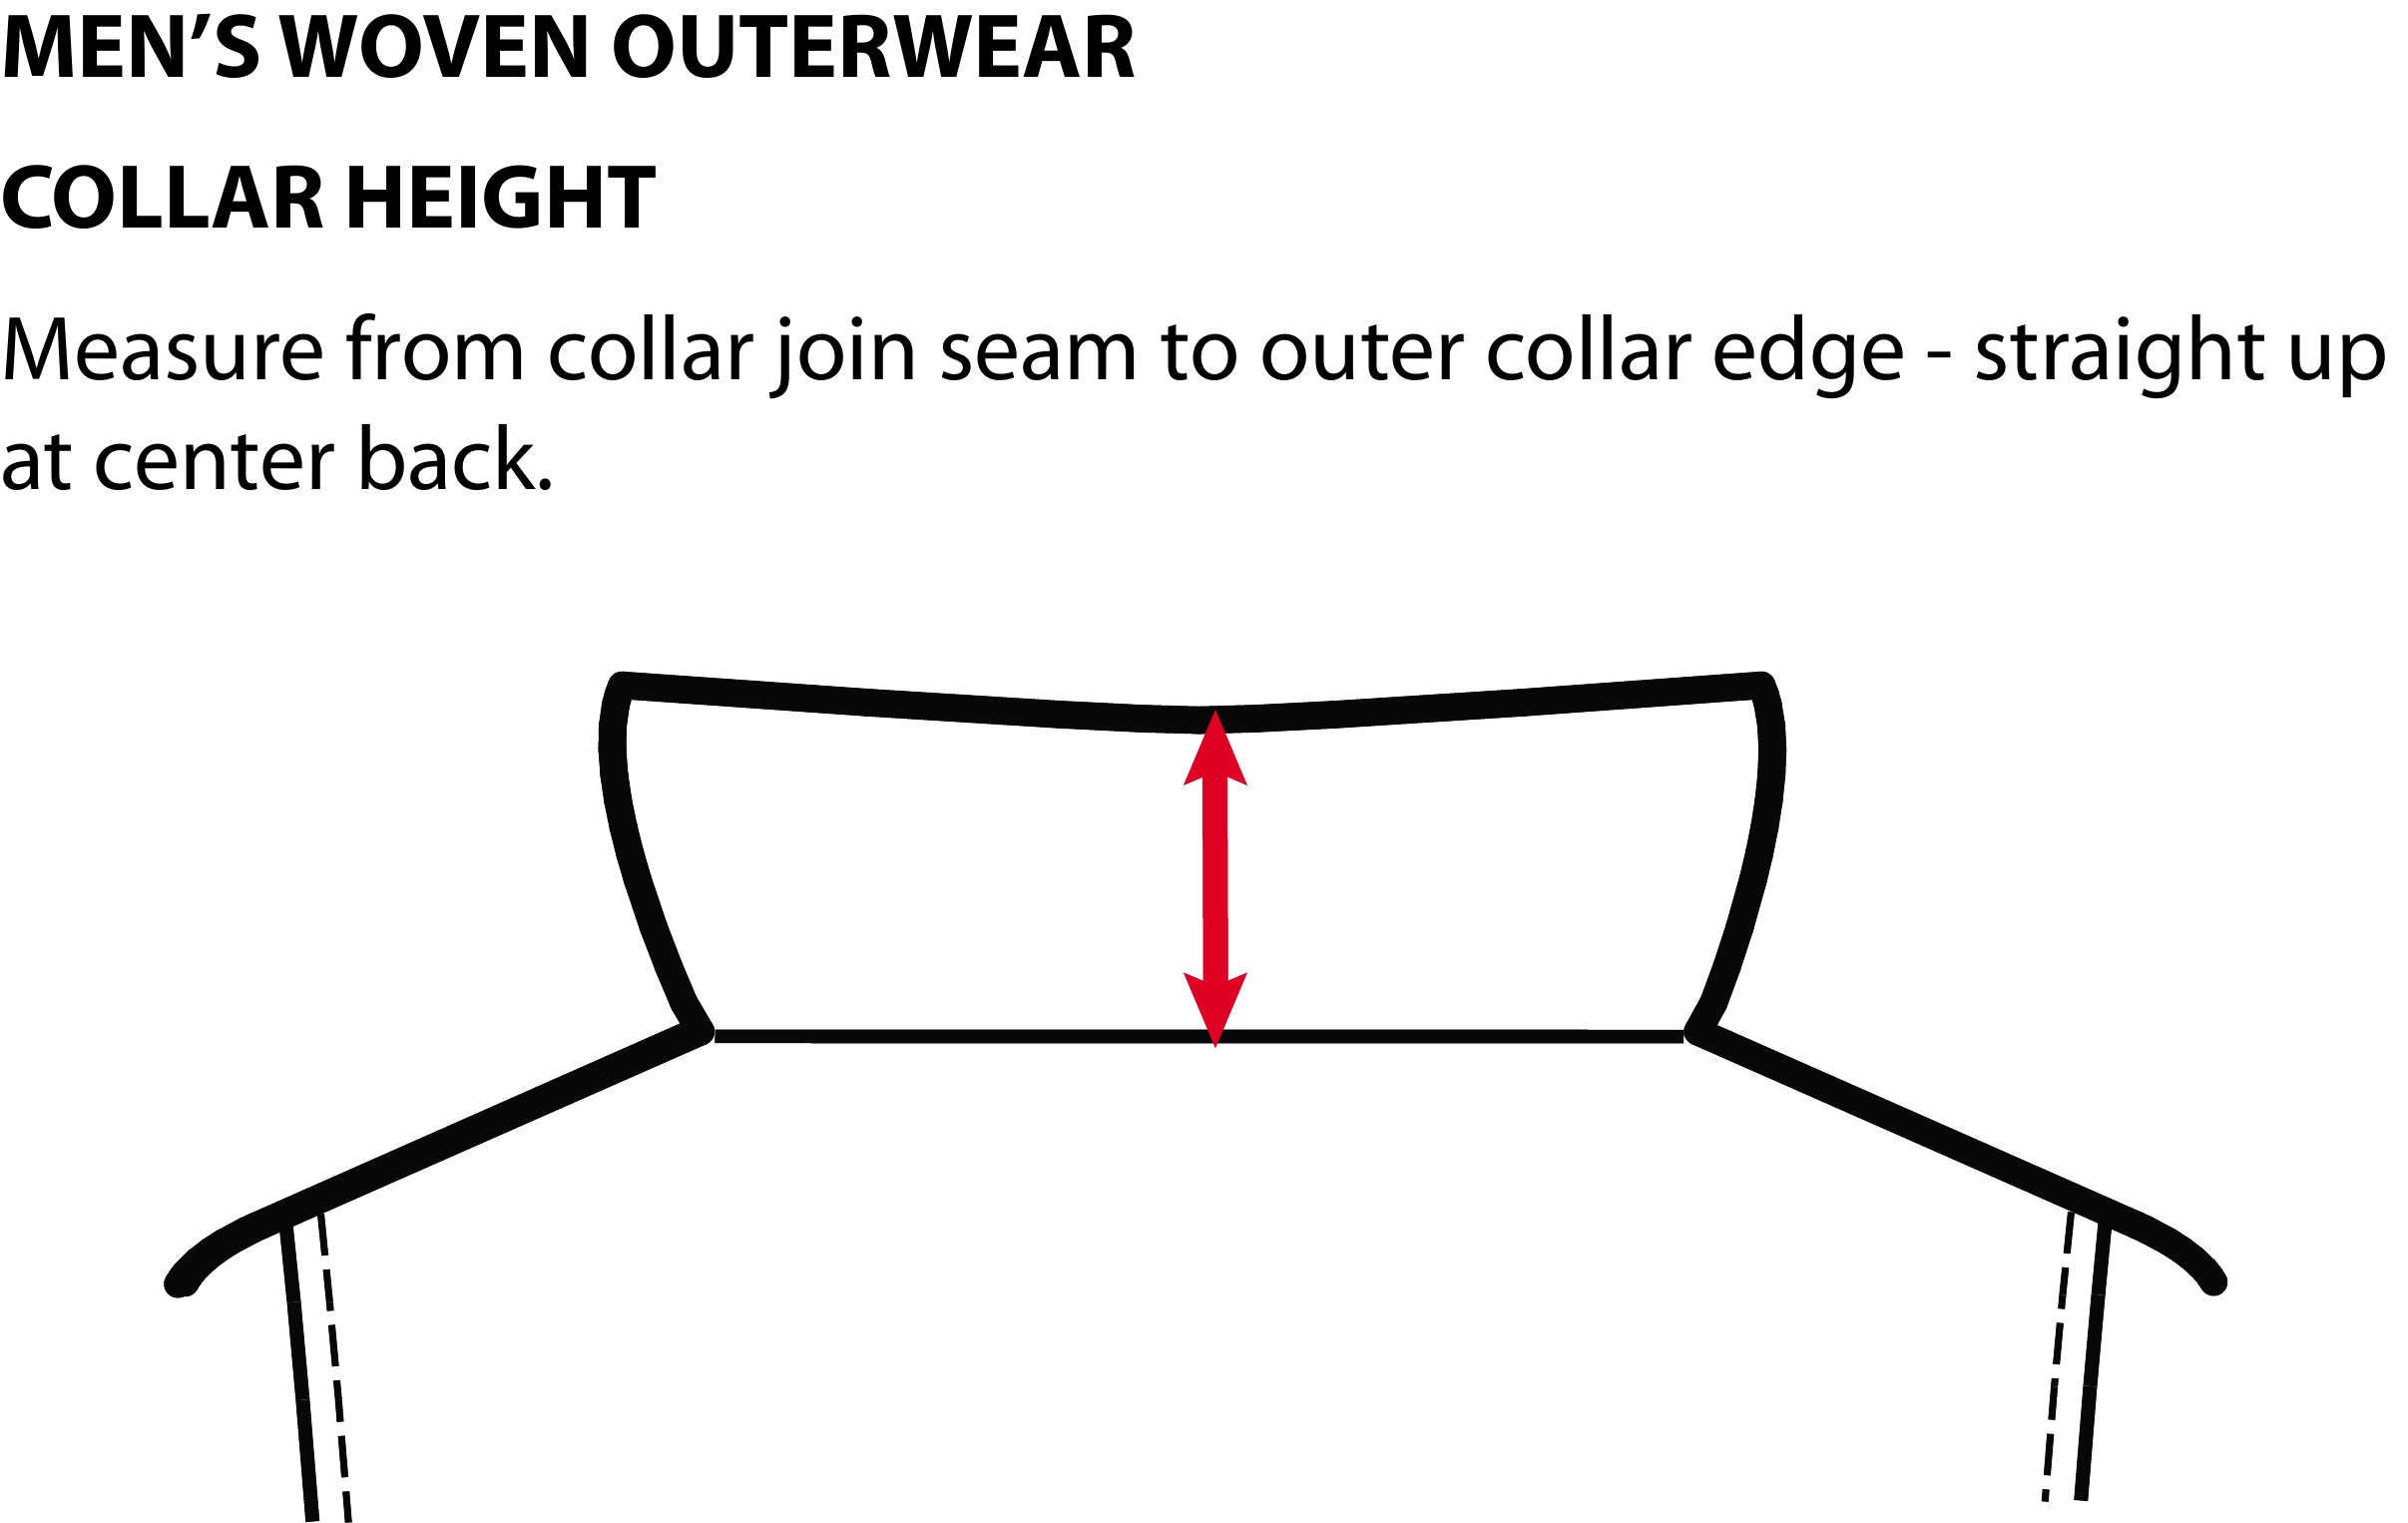 MEN’S WOVEN OUTERWEAR
COLLAR HEIGHT
Measure from collar join seam to outer collar edge - straight up
at center back.